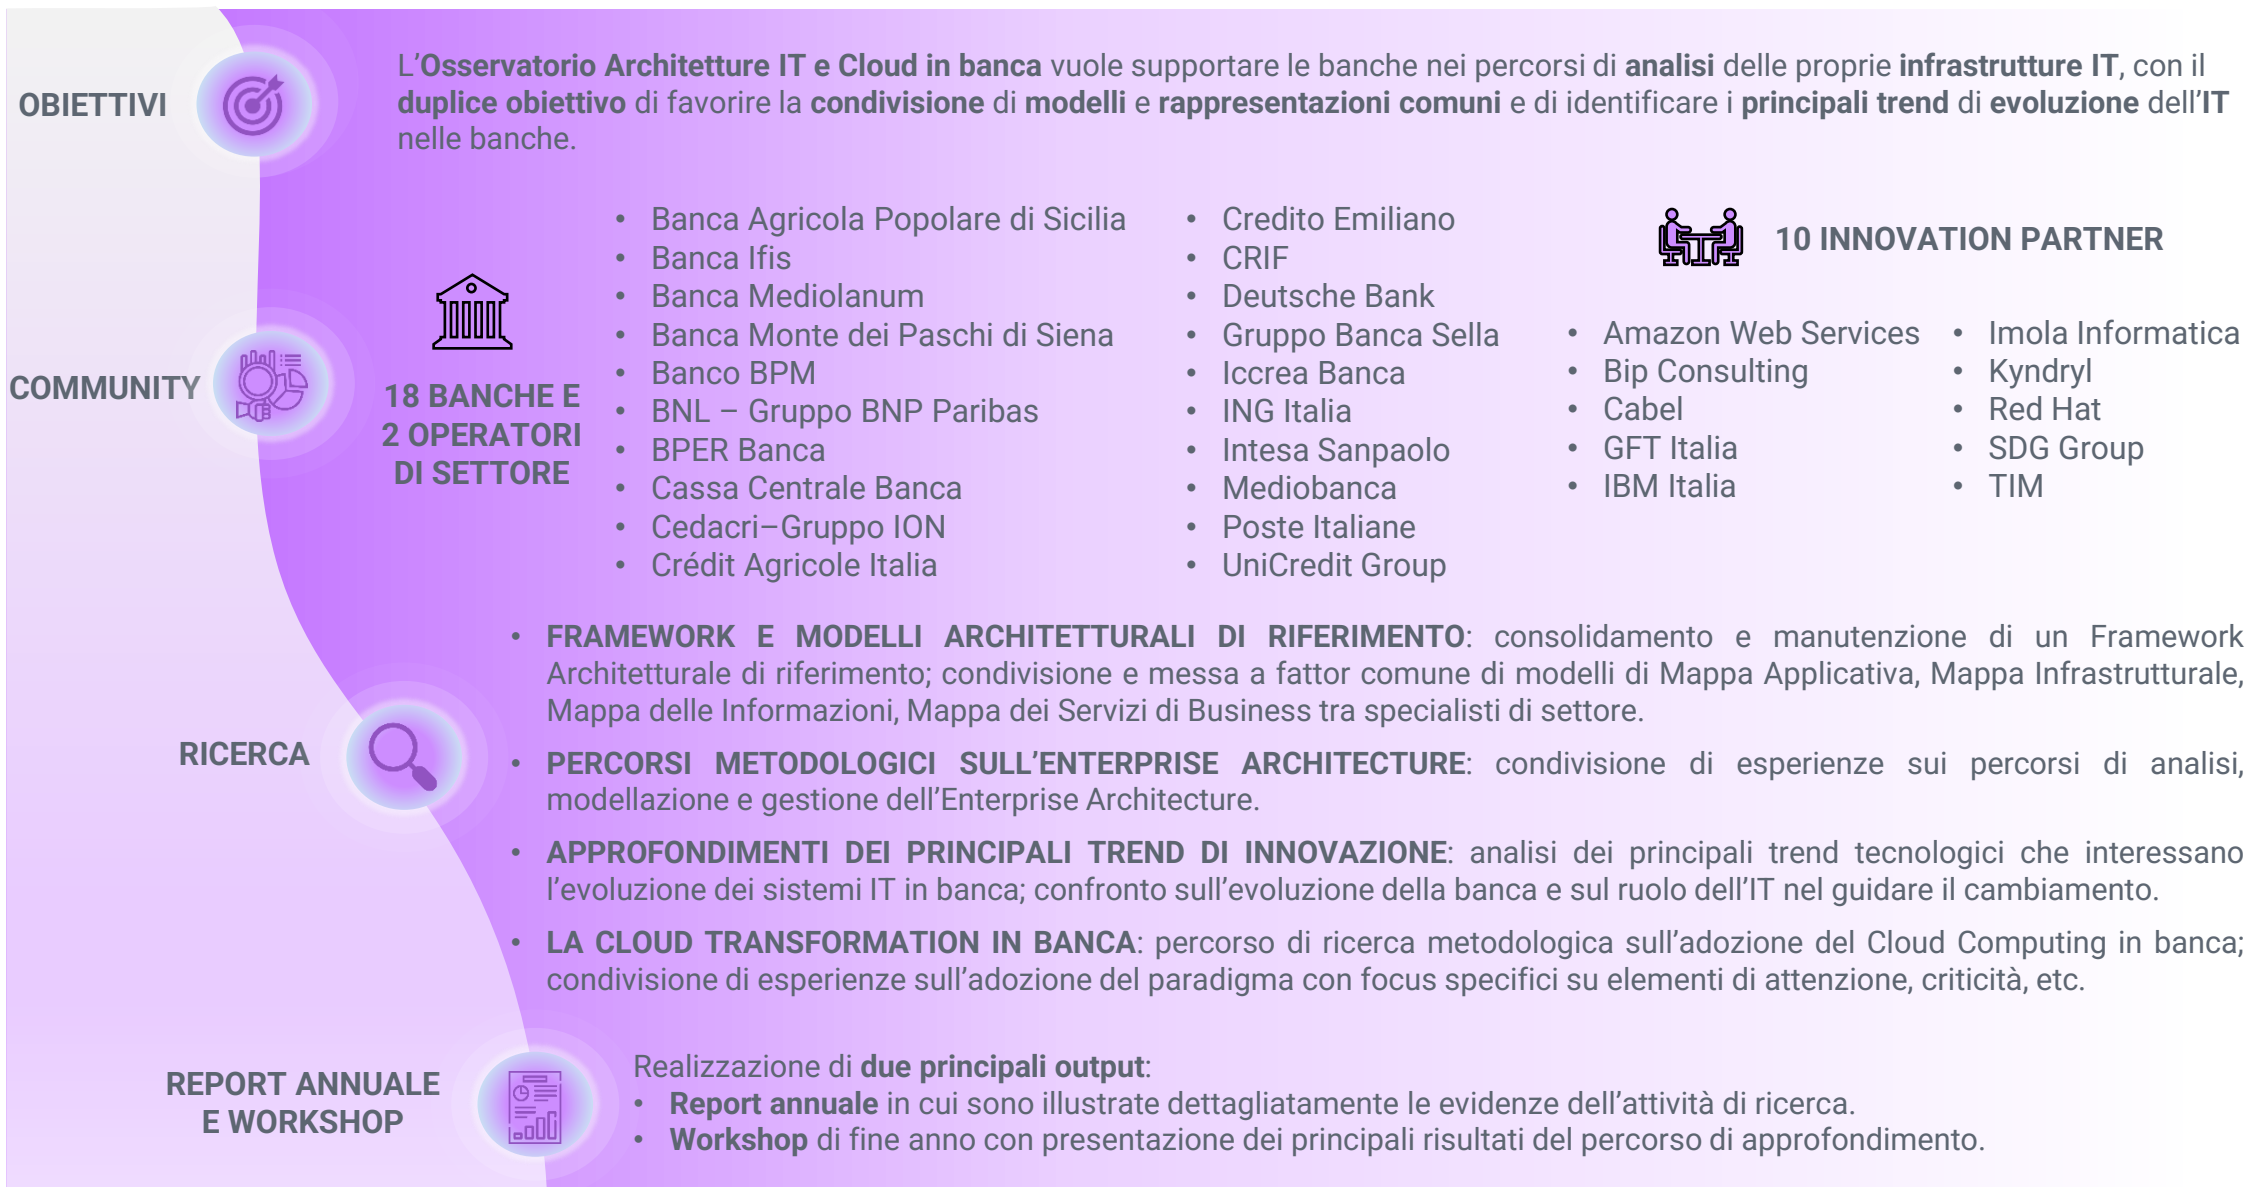 OBIETTIVI
L'Osservatorio Architetture IT e Cloud in banca vuole supportare le banche nei percorsi di analisi delle proprie infrastrutture IT, con il
duplice obiettivo di favorire la condivisione di modelli e rappresentazioni comuni e di identificare i principali trend di evoluzione dell'IT
nelle banche.
COMMUNITY
18 BANCHE E
2 OPERATORI
DI SETTORE
• Banca Agricola Popolare di Sicilia
• Banca Ifis
• Banca Mediolanum
• Banca Monte dei Paschi di Siena
• Banco BPM
• BNL – Gruppo BNP Paribas
• BPER Banca
• Cassa Centrale Banca
• Cedacri–Gruppo ION
• Crédit Agricole Italia
• Credito Emiliano
• CRIF
• Deutsche Bank
• Gruppo Banca Sella
• Iccrea Banca
• ING Italia
• Intesa Sanpaolo
• Mediobanca
• Poste Italiane
• UniCredit Group
10 INNOVATION PARTNER
• Amazon Web Services
• Bip Consulting
• Cabel
• GFT Italia
• IBM Italia
• Imola Informatica
• Kyndryl
• Red Hat
• SDG Group
• TIM
RICERCA
• FRAMEWORK E MODELLI ARCHITETTURALI DI RIFERIMENTO: consolidamento e manutenzione di un Framework
Architetturale di riferimento; condivisione e messa a fattor comune di modelli di Mappa Applicativa, Mappa Infrastrutturale,
Mappa delle Informazioni, Mappa dei Servizi di Business tra specialisti di settore.
• PERCORSI METODOLOGICI SULL'ENTERPRISE ARCHITECTURE: condivisione di esperienze sui percorsi di analisi,
modellazione e gestione dell'Enterprise Architecture.
• APPROFONDIMENTI DEI PRINCIPALI TREND DI INNOVAZIONE: analisi dei principali trend tecnologici che interessano
l'evoluzione dei sistemi IT in banca; confronto sull'evoluzione della banca e sul ruolo dell'IT nel guidare il cambiamento.
• LA CLOUD TRANSFORMATION IN BANCA: percorso di ricerca metodologica sull'adozione del Cloud Computing in banca;
condivisione di esperienze sull'adozione del paradigma con focus specifici su elementi di attenzione, criticità, etc.
REPORT ANNUALE
E WORKSHOP
Realizzazione di due principali output:
• Report annuale in cui sono illustrate dettagliatamente le evidenze dell'attività di ricerca.
• Workshop di fine anno con presentazione dei principali risultati del percorso di approfondimento.